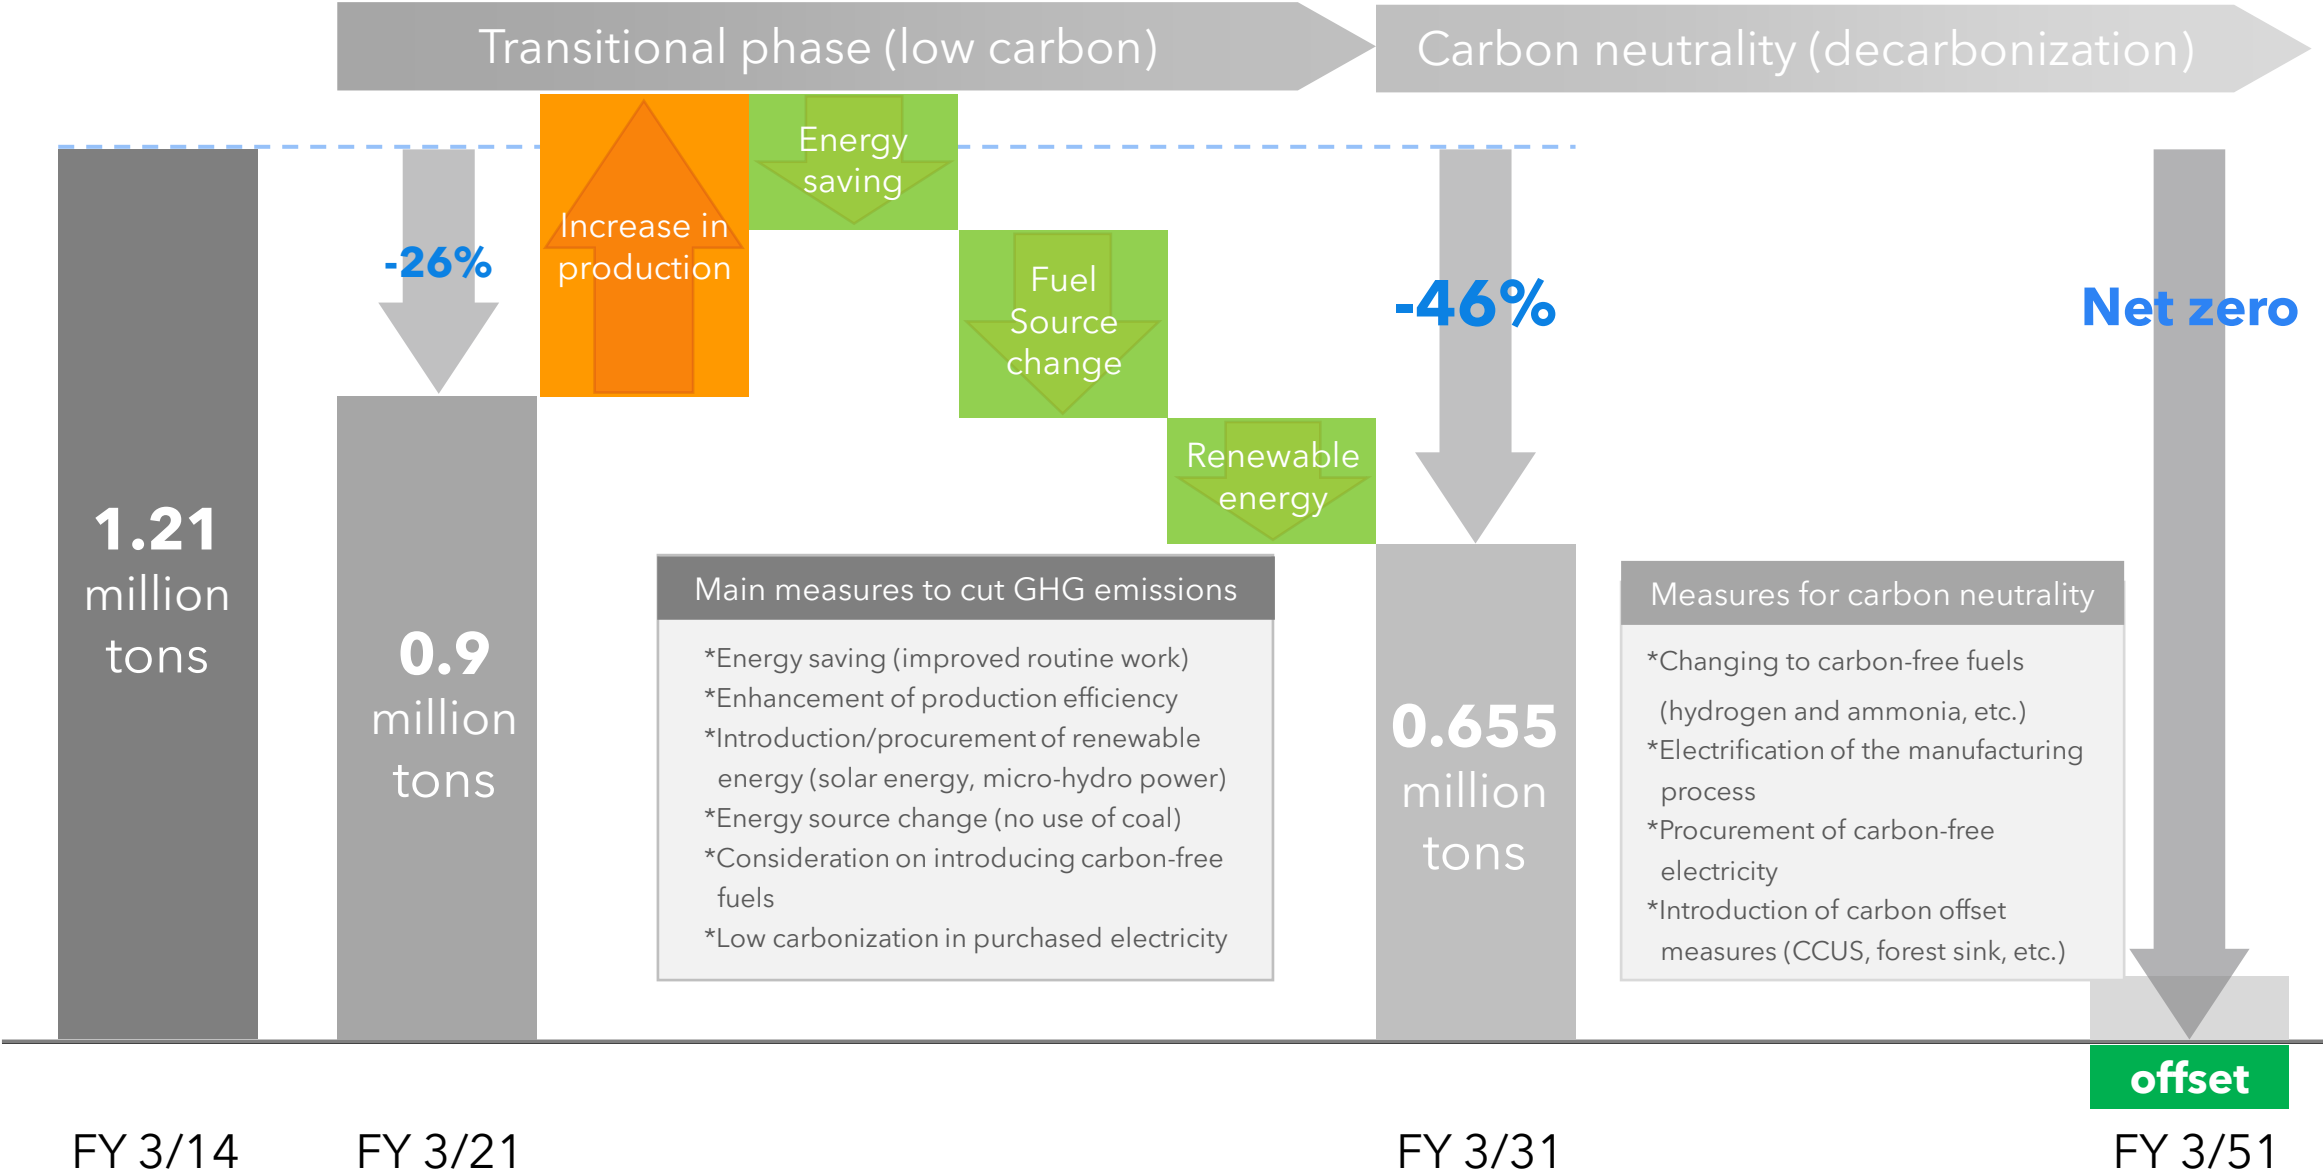 Transitional phase (low carbon)
Carbon neutrality (decarbonization)
Energy
saving
Increase in
production
-26%
Fuel
Source
change
-46%
Net zero
Renewable
energy
1.21
million
tons
0.9
million
tons
Main measures to cut GHG emissions
*Energy saving (improved routine work)
*Enhancement of production efficiency
*Introduction/procurement of renewable
energy (solar energy, micro-hydro power)
*Energy source change (no use of coal)
*Consideration on introducing carbon-free
fuels
*Low carbonization in purchased electricity
0.655
million
tons
Measures for carbon neutrality
*Changing to carbon-free fuels
(hydrogen and ammonia, etc.)
*Electrification of the manufacturing
process
*Procurement of carbon-free
electricity
*Introduction of carbon offset
measures (CCUS, forest sink, etc.)
offset
FY 3/14
FY 3/21
FY 3/31
FY 3/51